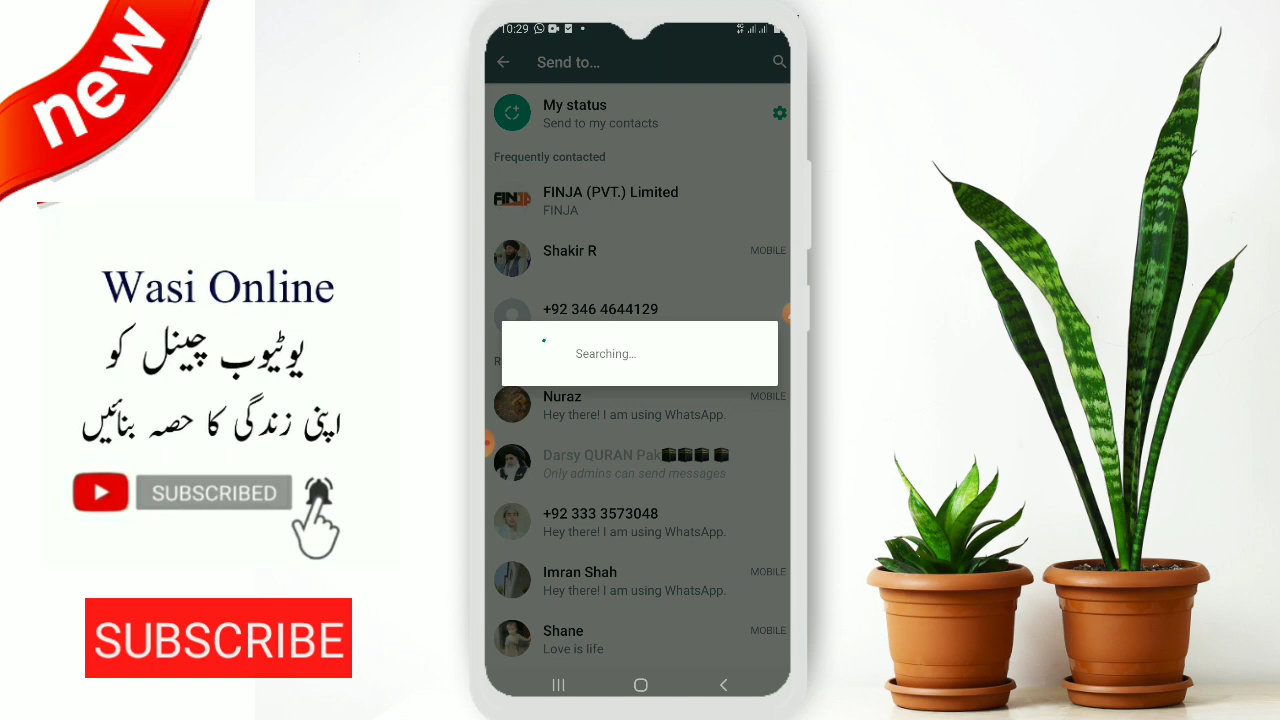 new
Wasi Online
یوٹیوب چینل کو
اپنی زندگی کا حصہ بنائیں
SUBSCRIBED
SUBSCRIBE
10:29
4G
Send to...
My status
Send to my contacts
Frequently contacted
FINJA (PVT.) Limited
FINJA
FINJA
Shakir R
MOBILE
+92 346 4644129
R
Searching...
Nuraz
MOBILE
Hey there! I am using WhatsApp.
Darsy QURAN Pak🕋🕋🕋 🕋
Only admins can send messages
+92 333 3573048
Hey there! I am using WhatsApp.
Imran Shah
MOBILE
Hey there! I am using WhatsApp.
Shane
MOBILE
Love is life